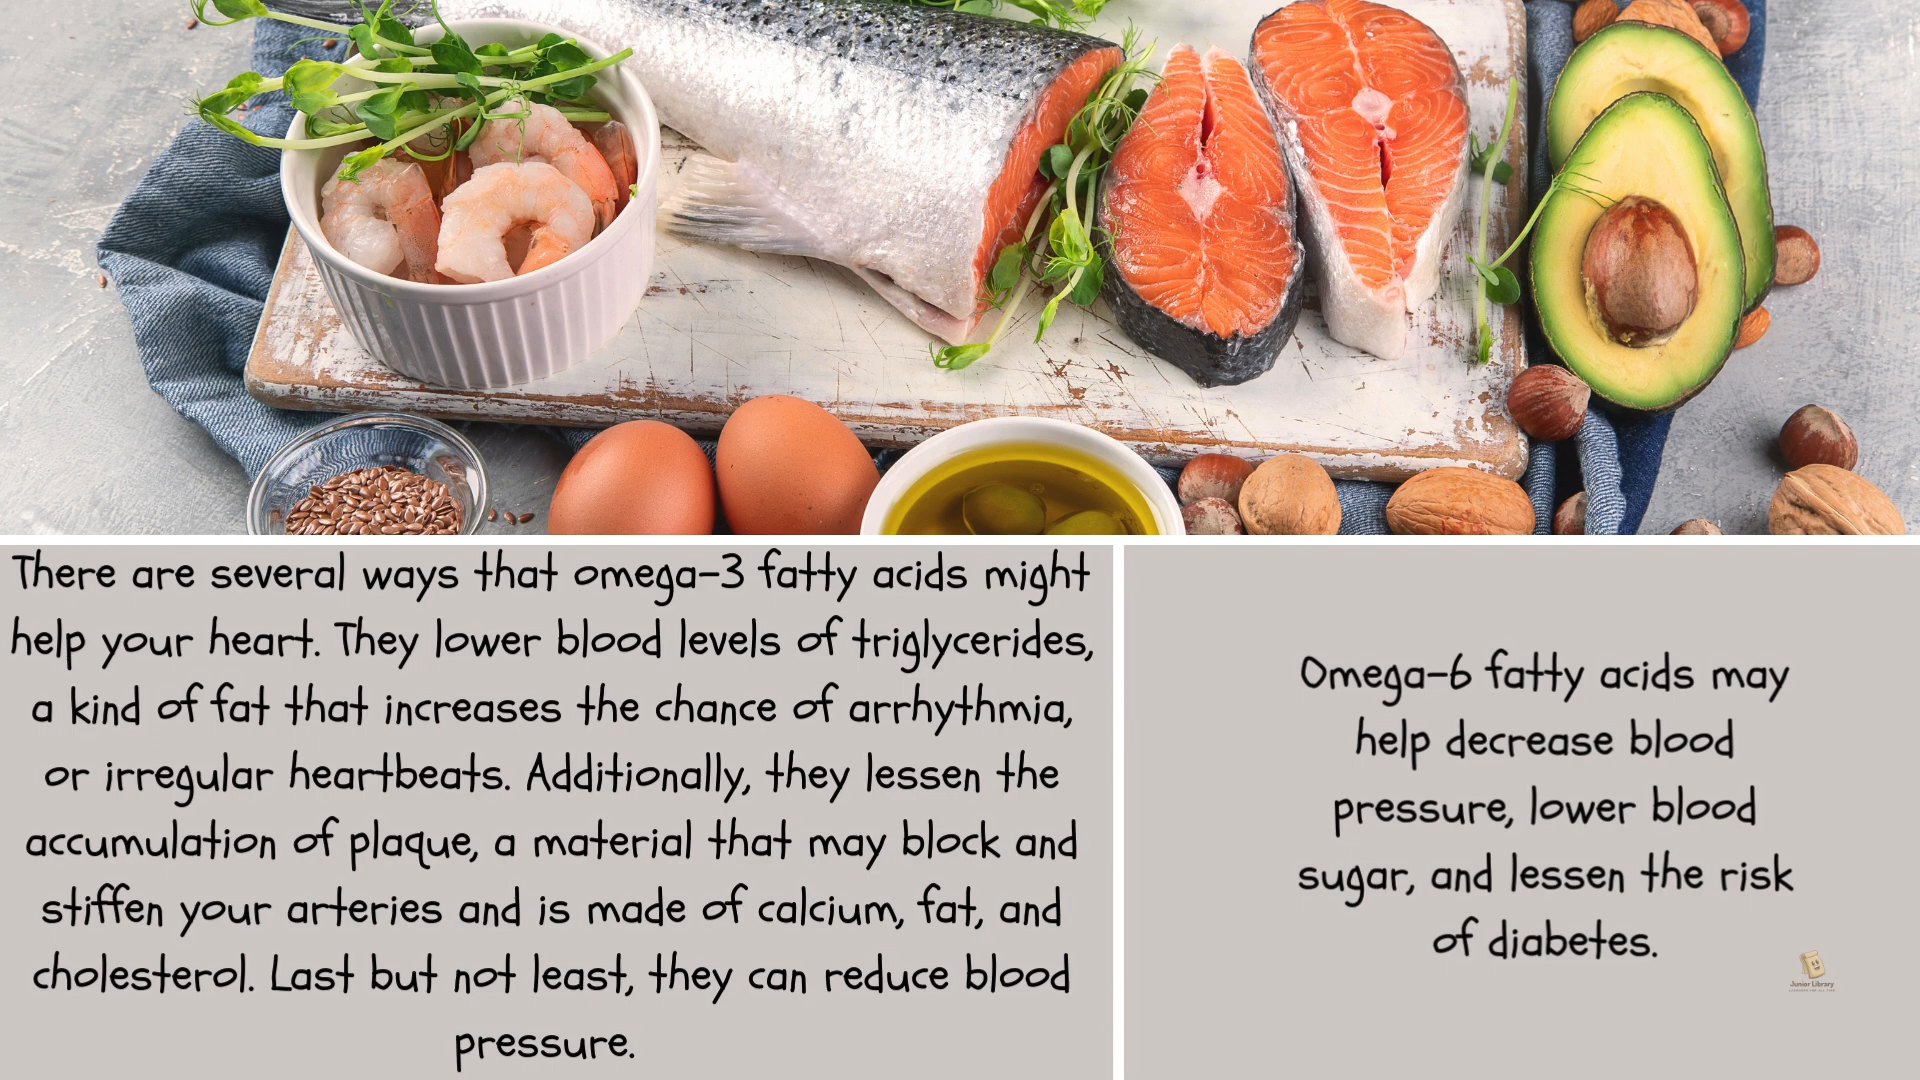 There are several ways that omega-3 fatty acids might
help your heart. They lower blood levels of triglycerides,
a kind of fat that increases the chance of arrhythmia,
or irregular heartbeats. Additionally, they lessen the
accumulation of plaque, a material that may block and
stiffen your arteries and is made of calcium, fat, and
cholesterol. Last but not least, they can reduce blood
pressure.
Omega-6 fatty acids may
help decrease blood
pressure, lower blood
sugar, and lessen the risk
of diabetes.
Junior Library